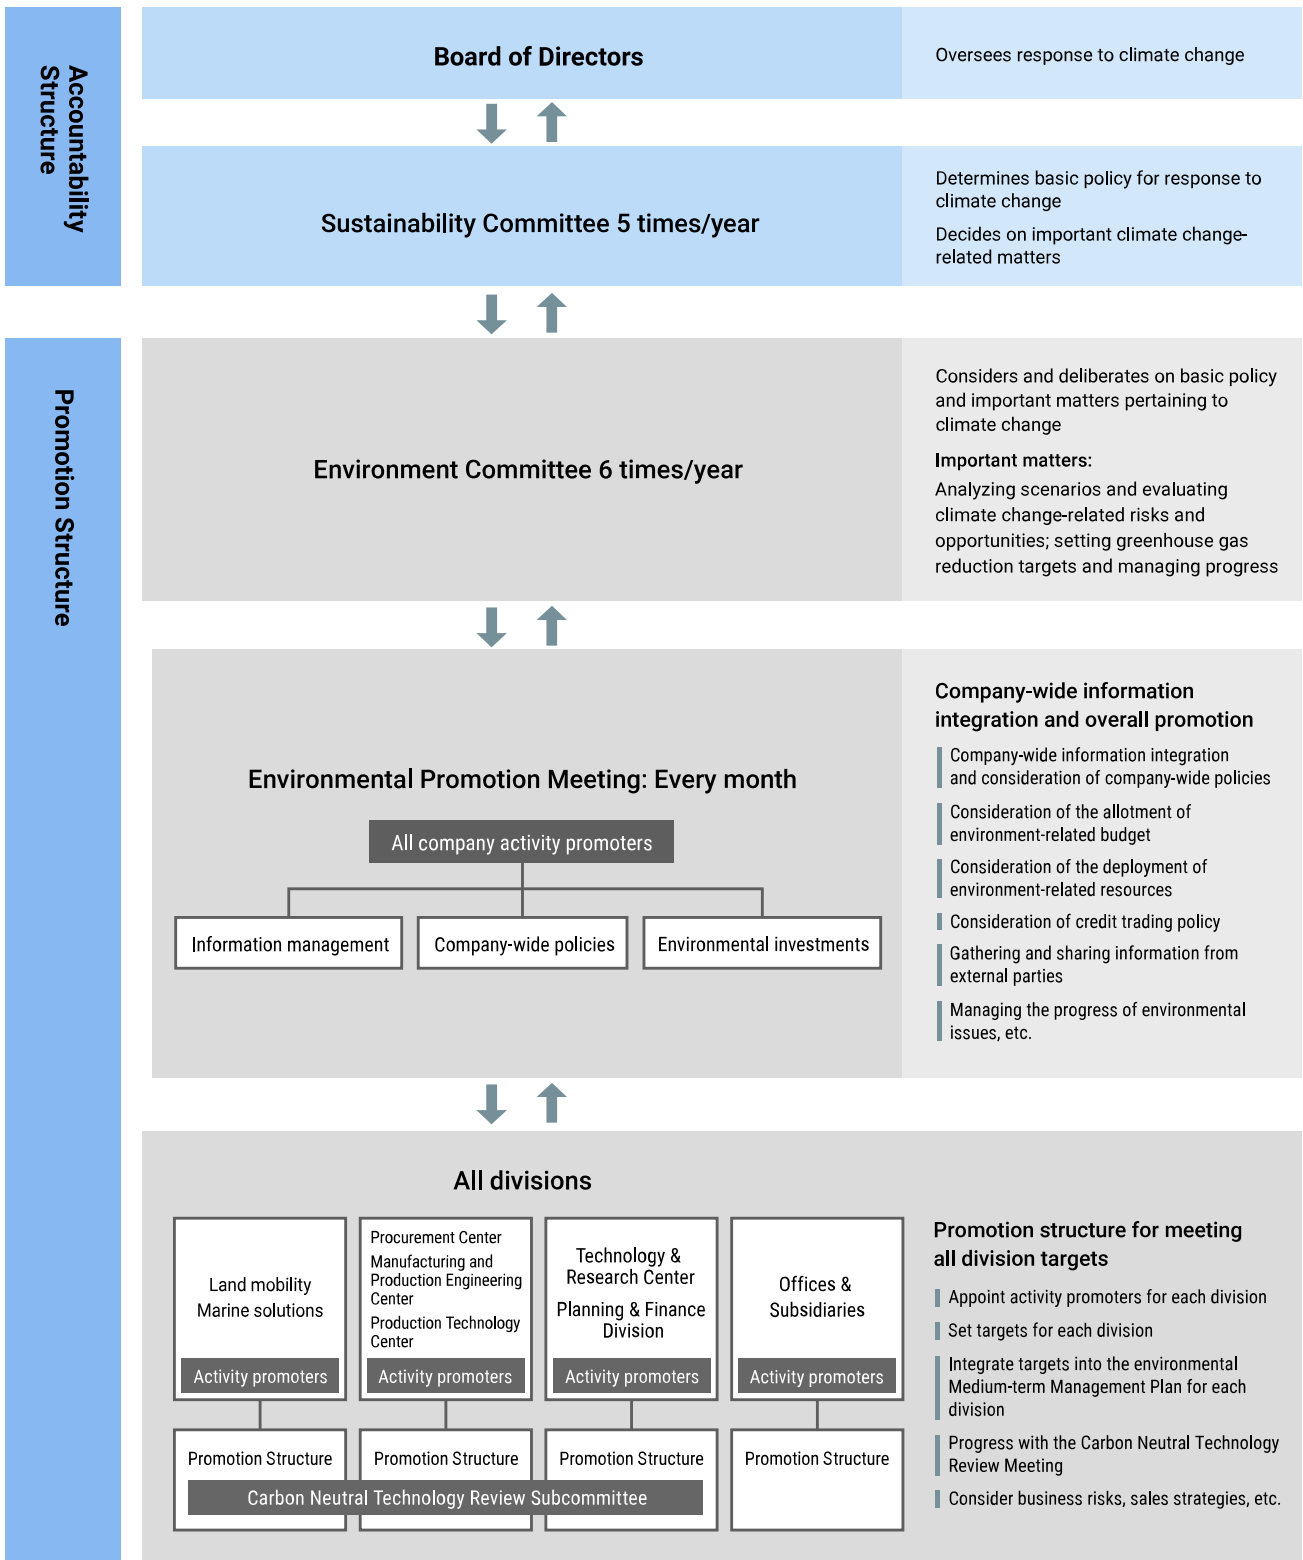 Accountability
Structure
Board of Directors
Oversees response to climate change
Sustainability Committee 5 times/year
Determines basic policy for response to
climate change
Decides on important climate change-
related matters
Promotion Structure
Environment Committee 6 times/year
Considers and deliberates on basic policy
and important matters pertaining to
climate change
Important matters:
Analyzing scenarios and evaluating
climate change-related risks and
opportunities; setting greenhouse gas
reduction targets and managing progress
Environmental Promotion Meeting: Every month
All company activity promoters
Information management
Company-wide policies
Environmental investments
Company-wide information
integration and overall promotion
Company-wide information integration
and consideration of company-wide policies
Consideration of the allotment of
environment-related budget
Consideration of the deployment of
environment-related resources
Consideration of credit trading policy
Gathering and sharing information from
external parties
Managing the progress of environmental
issues, etc.
All divisions
Land mobility
Marine solutions
Activity promoters
Procurement Center
Manufacturing and
Production Engineering
Center
Production Technology
Center
Activity promoters
Technology &
Research Center
Planning & Finance
Division
Activity promoters
Offices &
Subsidiaries
Activity promoters
Promotion Structure
Promotion Structure
Promotion Structure
Promotion Structure
Carbon Neutral Technology Review Subcommittee
Promotion structure for meeting
all division targets
Appoint activity promoters for each division
Set targets for each division
Integrate targets into the environmental
Medium-term Management Plan for each
division
Progress with the Carbon Neutral Technology
Review Meeting
Consider business risks, sales strategies, etc.